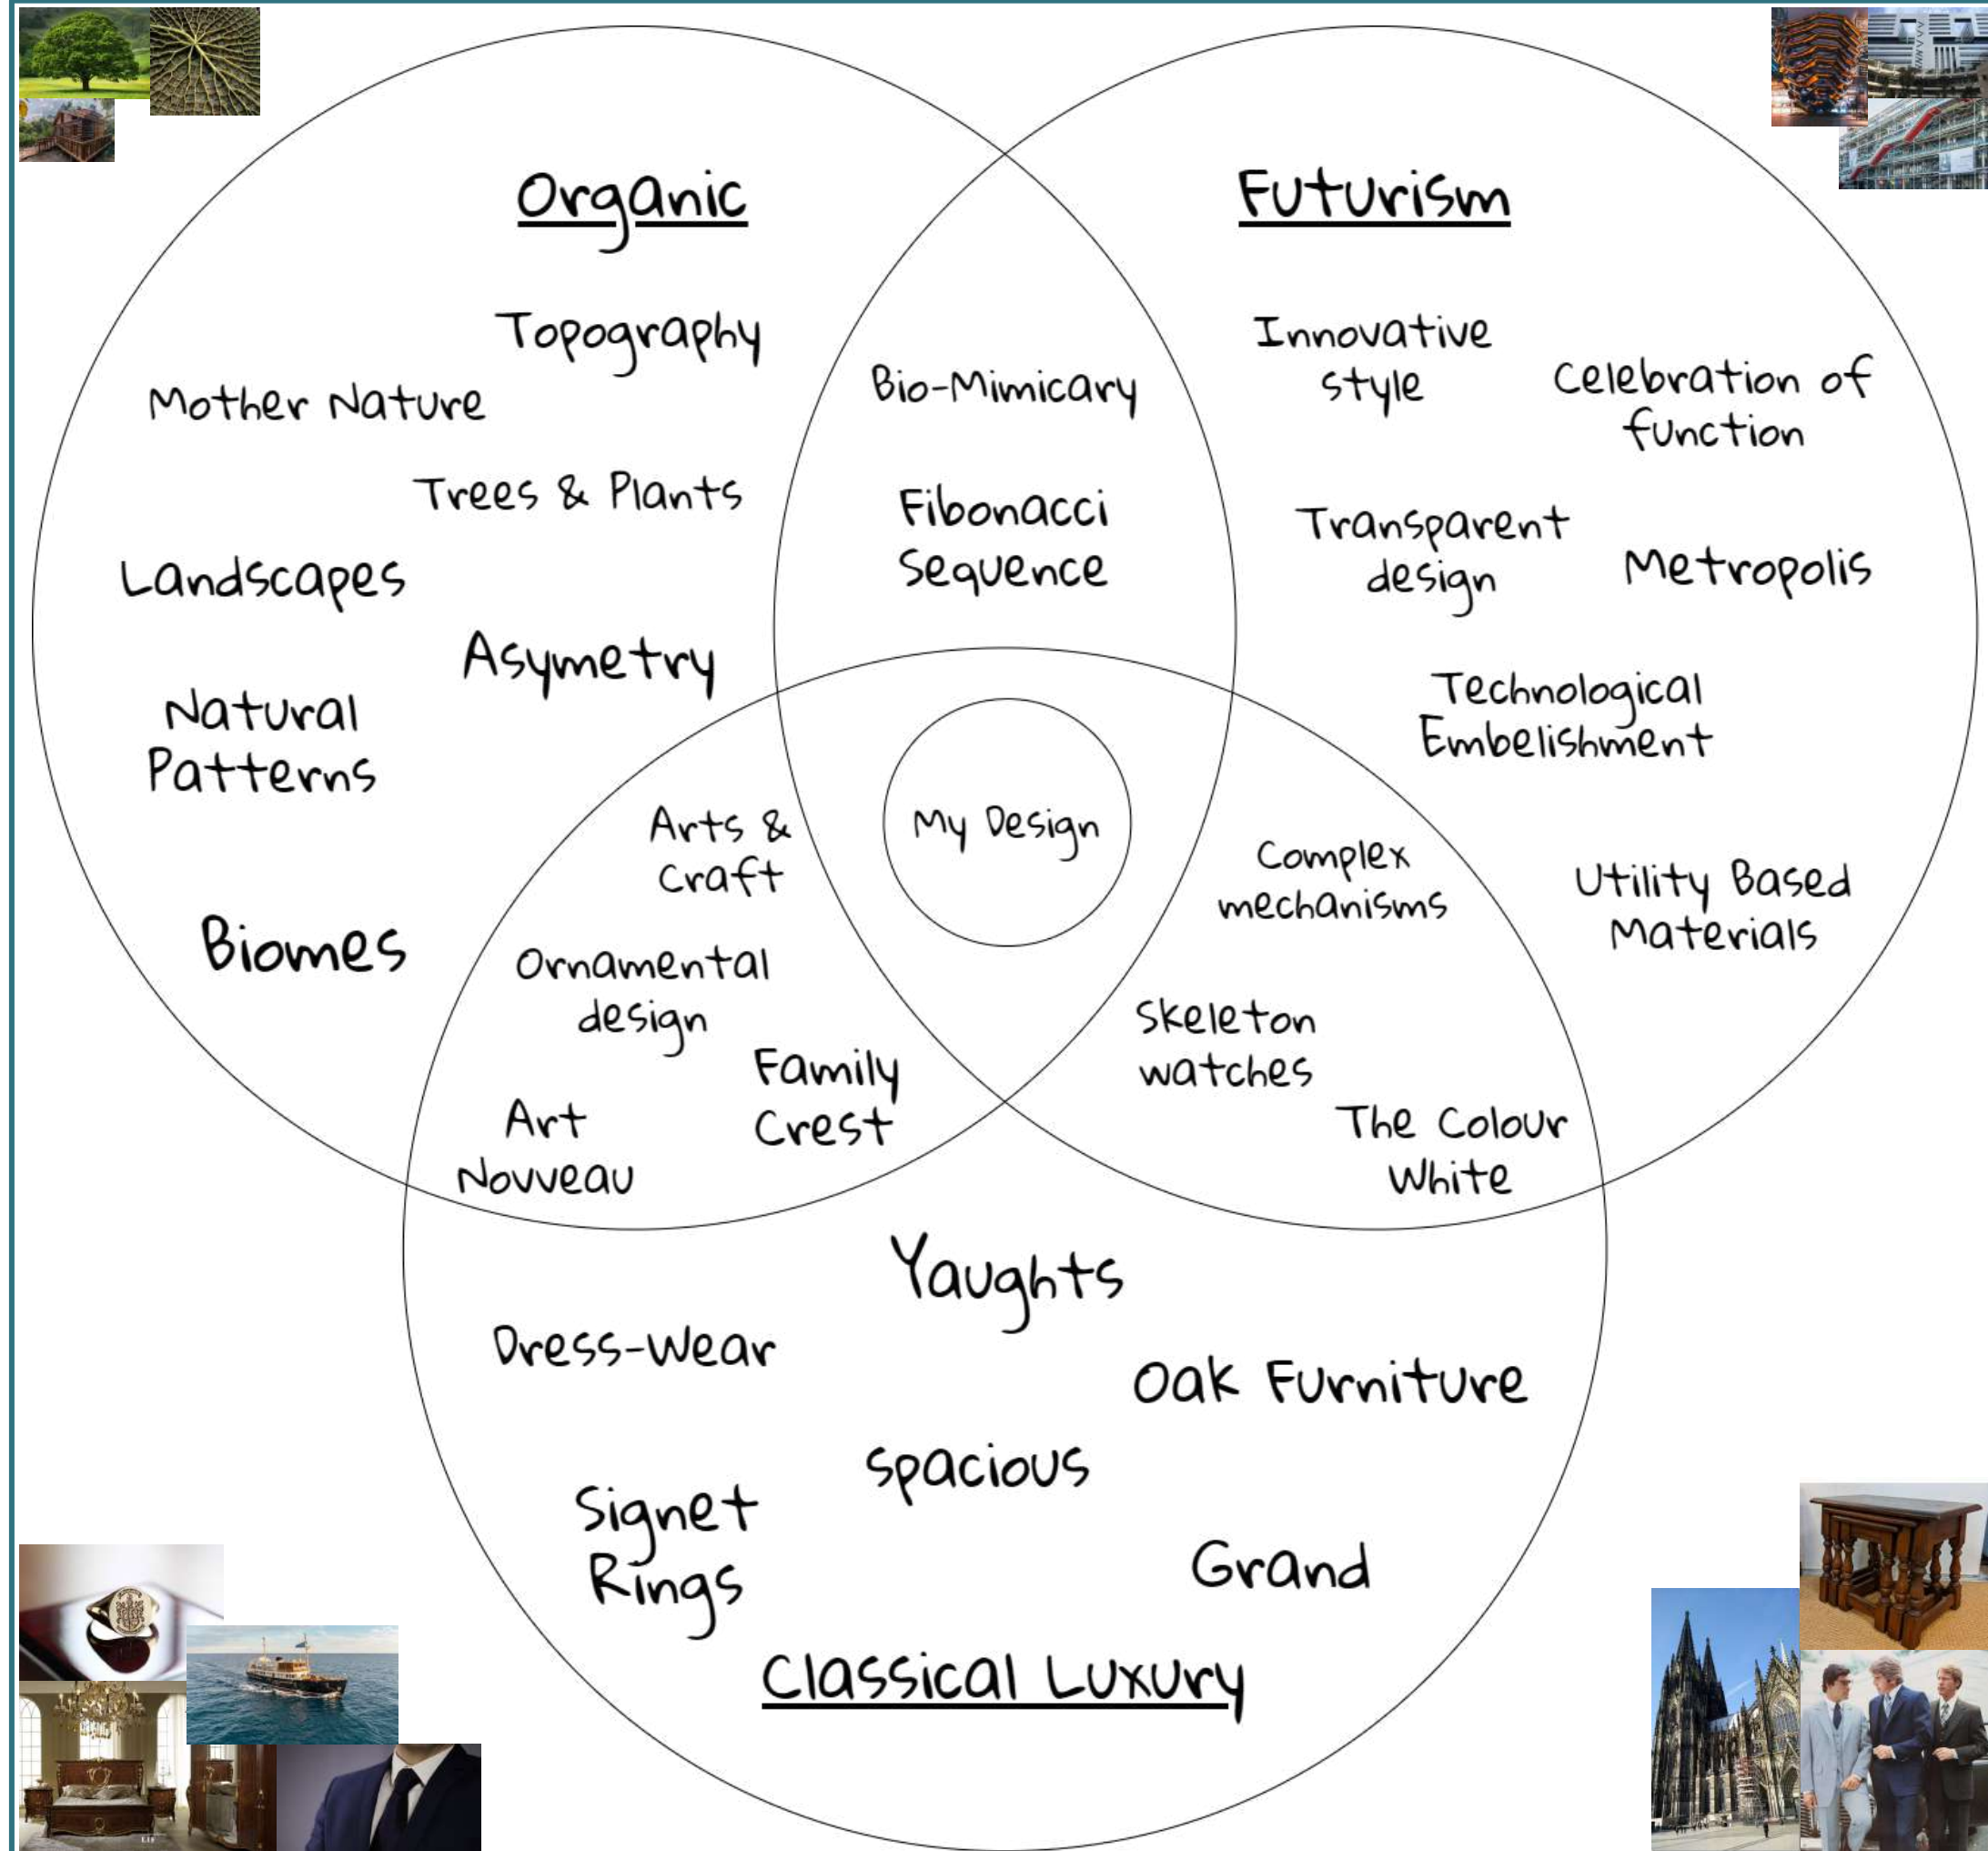 Organic
Futurism
Topography
Mother Nature
Trees & Plants
Landscapes
Asymetry
Natural
Patterns
Biomes
Bio-Mimicary
Fibonacci
Sequence
Innovative
style
Celebration of
function
Transparent
design
Metropolis
Technological
Embelishment
Utility Based
Materials
My Design
Arts &
Craft
Ornamental
design
Family
Crest
Art
Nouveau
Complex
mechanisms
Skeleton
watches
The Colour
White
Yaughts
Dress-Wear
Oak Furniture
Spacious
Signet
Rings
Grand
Classical Luxury